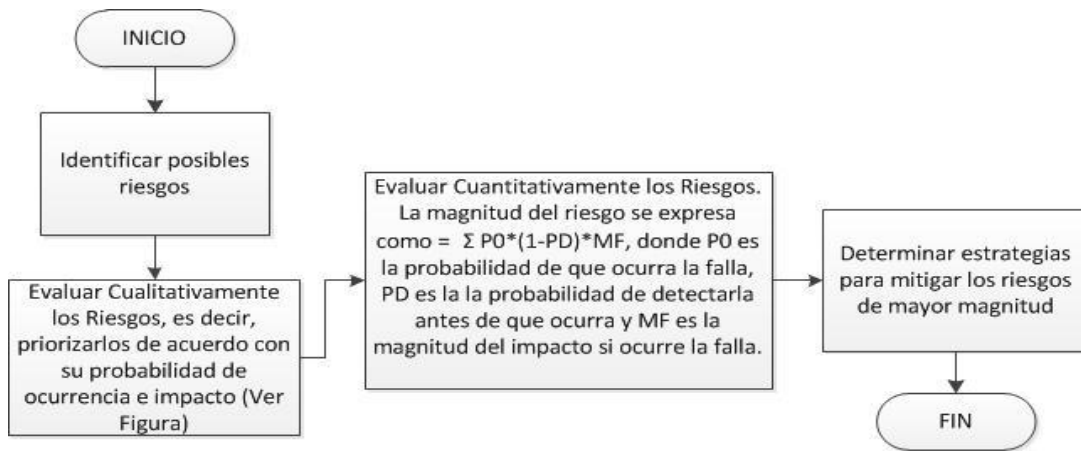 INICIO
Identificar posibles
riesgos
Evaluar Cualitativamente
los Riesgos, es decir,
priorizarlos de acuerdo con
su probabilidad de
ocurrencia e impacto (Ver
Figura)
Evaluar Cuantitativamente los Riesgos.
La magnitud del riesgo se expresa
como = Σ P0*(1-PD)*MF, donde P0 es
la probabilidad de que ocurra la falla,
PD es la la probabilidad de detectarla
antes de que ocurra y MF es la
magnitud del impacto si ocurre la falla.
Determinar estrategias
para mitigar los riesgos
de mayor magnitud
FIN